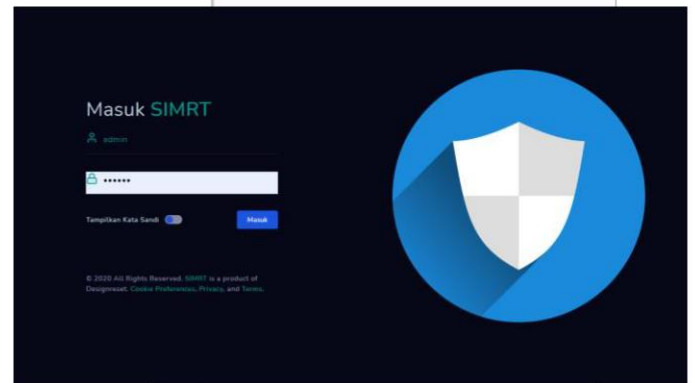 Masuk SIMRT
admin
••••••
Tampilkan Kata Sandi
Masuk
© 2020 All Rights Reserved. SIMRT is a product of
Designreset. Cookie Preferences, Privacy, and Terms.